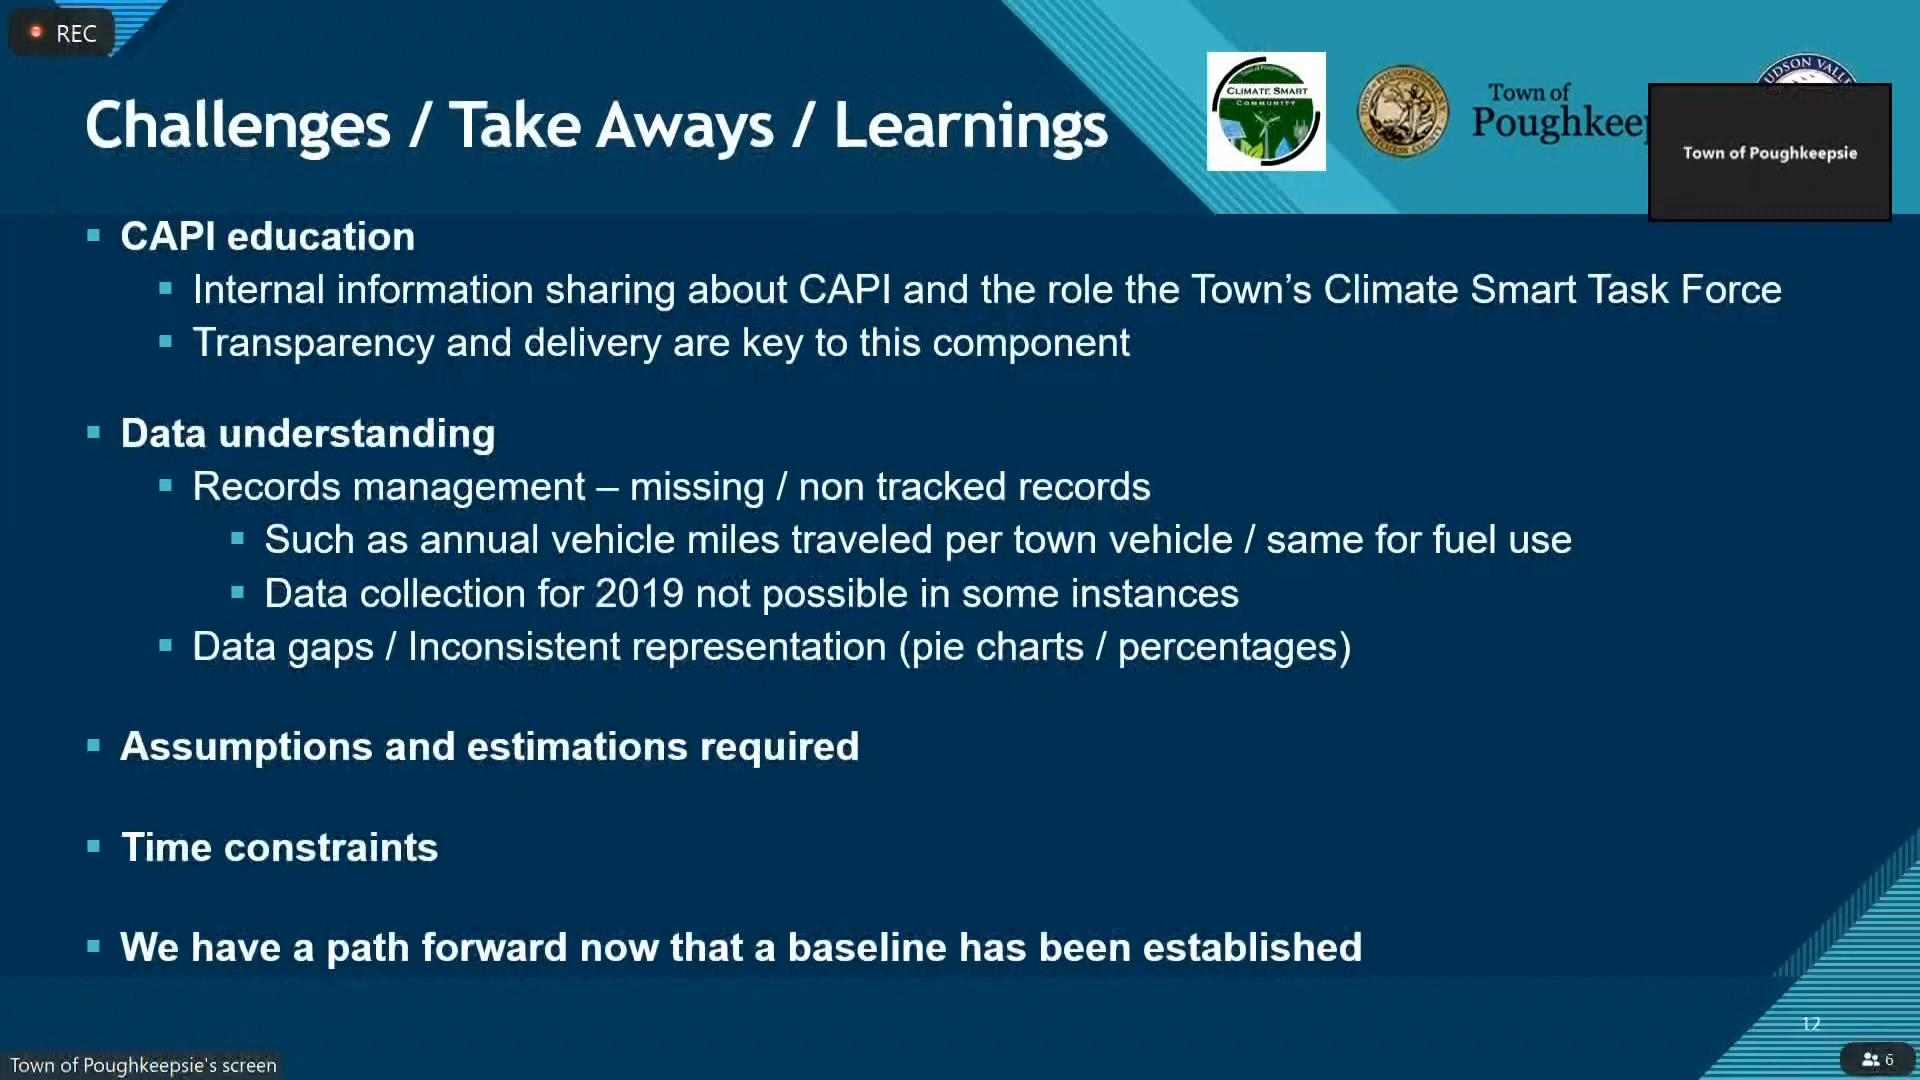 REC
Challenges / Take Aways / Learnings
CLIMATE SMART
COMMUNITY
Town of
Poughkeep
UDSON VALL
Town of Poughkeepsie
CAPI education
Internal information sharing about CAPI and the role the Town’s Climate Smart Task Force
Transparency and delivery are key to this component
Data understanding
Records management – missing / non tracked records
Such as annual vehicle miles traveled per town vehicle / same for fuel use
Data collection for 2019 not possible in some instances
Data gaps / Inconsistent representation (pie charts / percentages)
Assumptions and estimations required
Time constraints
We have a path forward now that a baseline has been established
12
Town of Poughkeepsie's screen
6